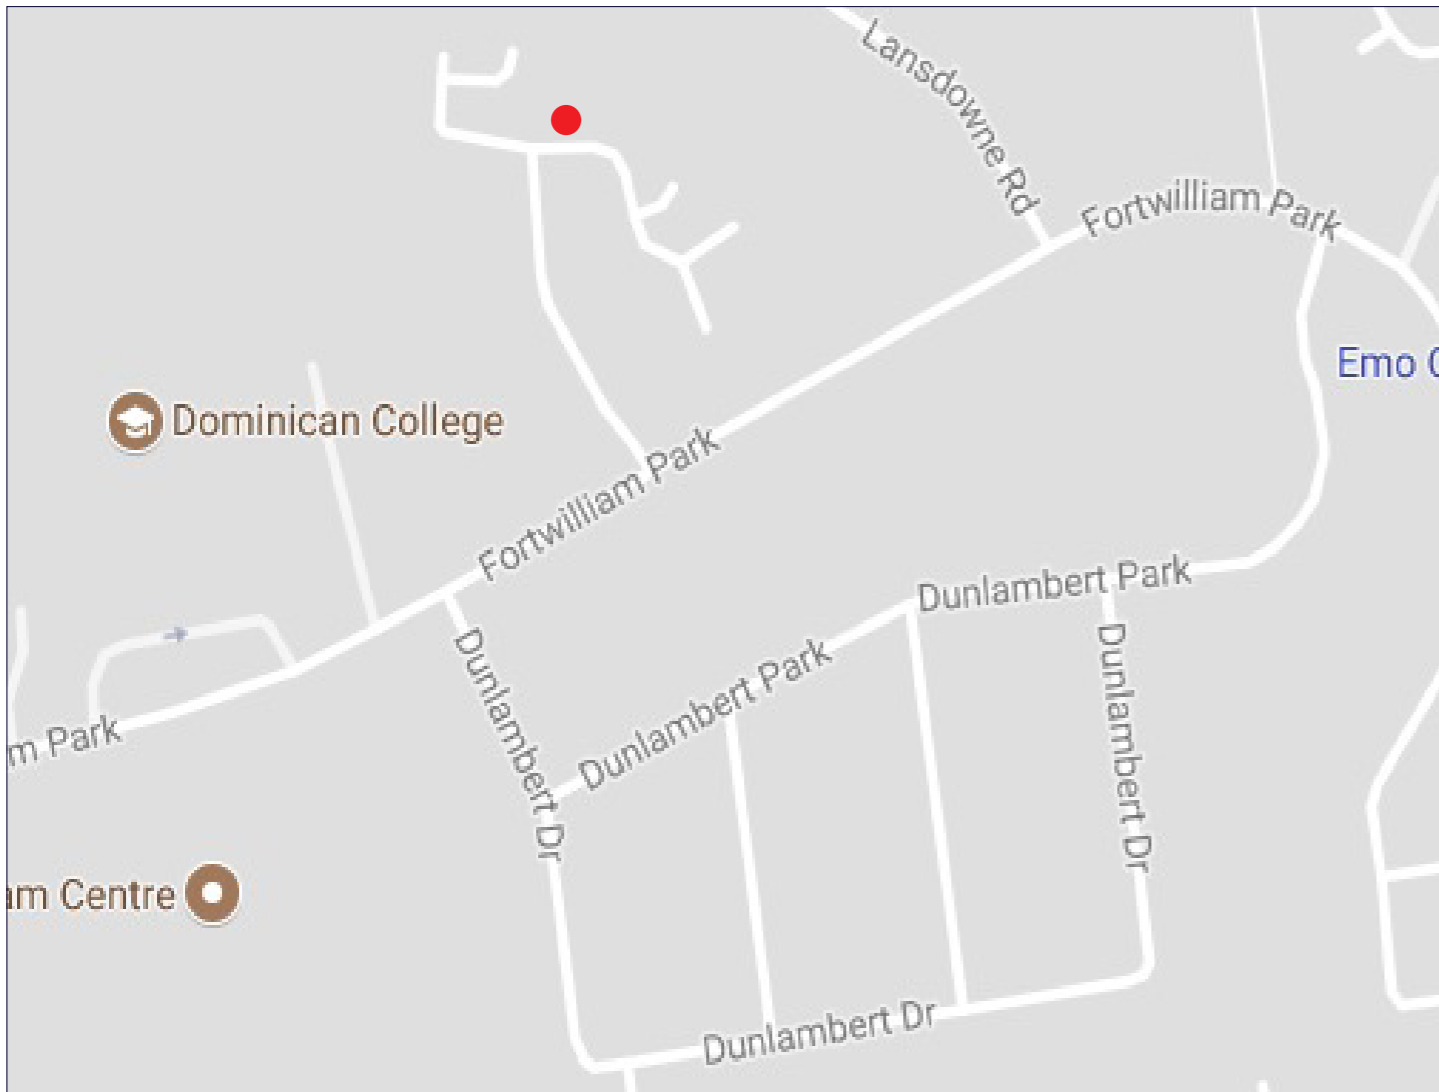 Lansdowne Rd
Fortwilliam Park
Emo C
Dominican College
Fortwilliam Park
Dunlambert Park
Dunlambert Park
Dunlambert Dr
Dunlambert Dr
m Park
am Centre
Dunlambert Dr